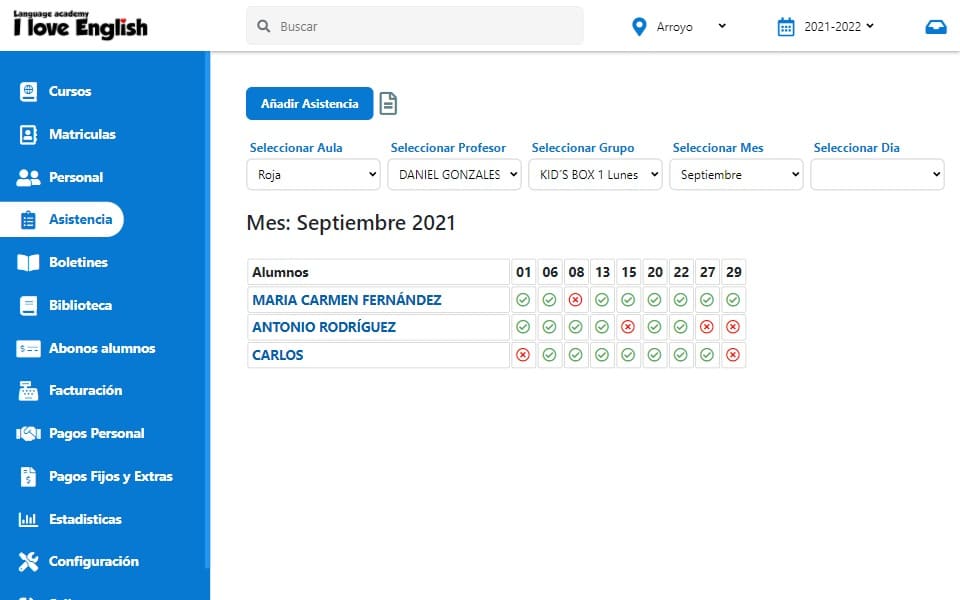 Language academy
I love English
Buscar
Arroyo
2021-2022
Cursos
Matriculas
Personal
Asistencia
Boletines
Biblioteca
Abonos alumnos
Facturación
Pagos Personal
Pagos Fijos y Extras
Estadisticas
Configuración
Añadir Asistencia
Seleccionar Aula Seleccionar Profesor Seleccionar Grupo Seleccionar Mes Seleccionar Dia
Roja DANIEL GONZALES KID´S BOX 1 Lunes Septiembre
Mes: Septiembre 2021
Alumnos 01 06 08 13 15 20 22 27 29
MARIA CARMEN FERNÁNDEZ
ANTONIO RODRÍGUEZ
CARLOS